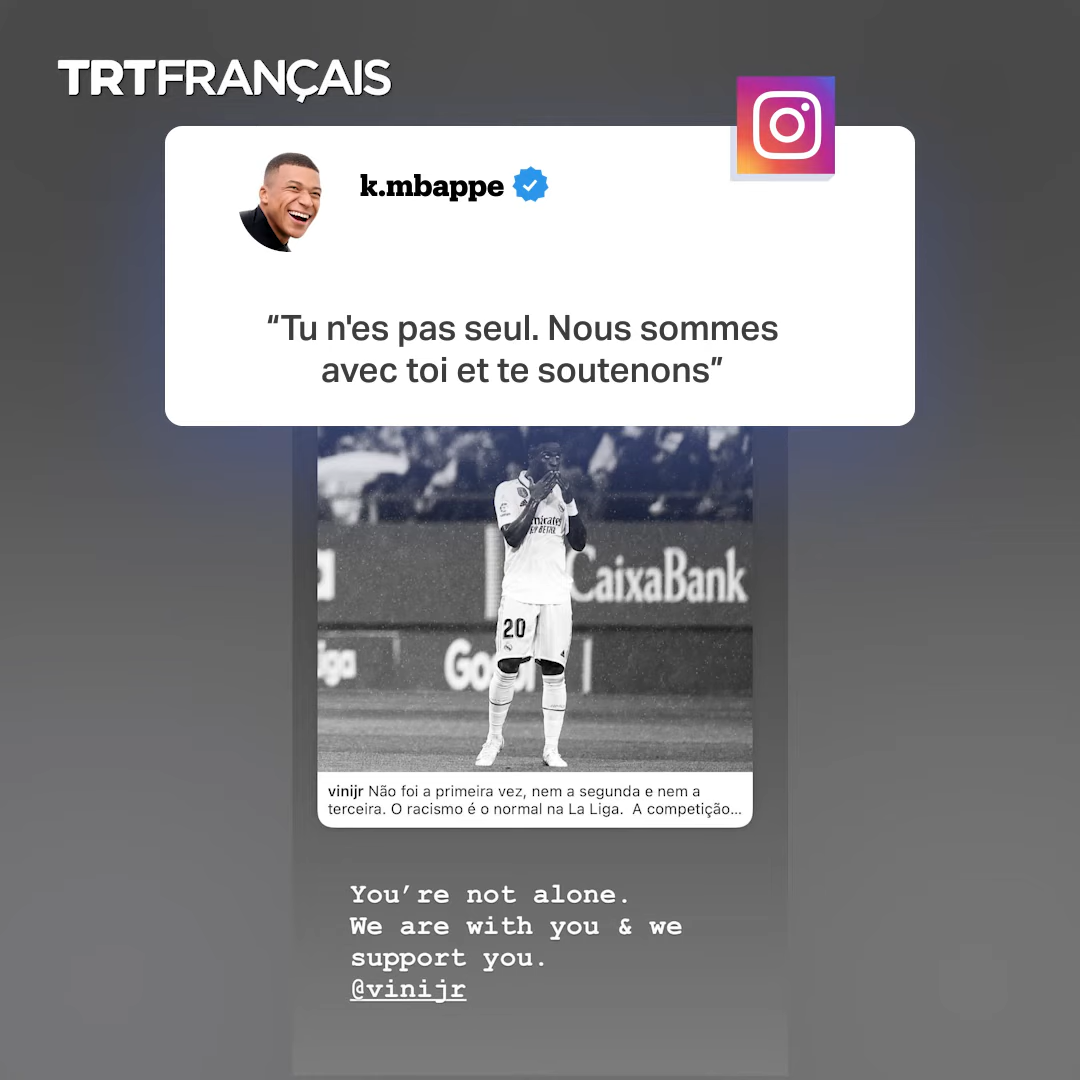 TRTFRANÇAIS
k.mbappe
“Tu n'es pas seul. Nous sommes
avec toi et te soutenons”
CaixaBank
20
vinijr Não foi a primeira vez, nem a segunda e nem a
terceira. O racismo é o normal na La Liga.  A competição...
You’re not alone.
We are with you & we
support you.
@vinijr